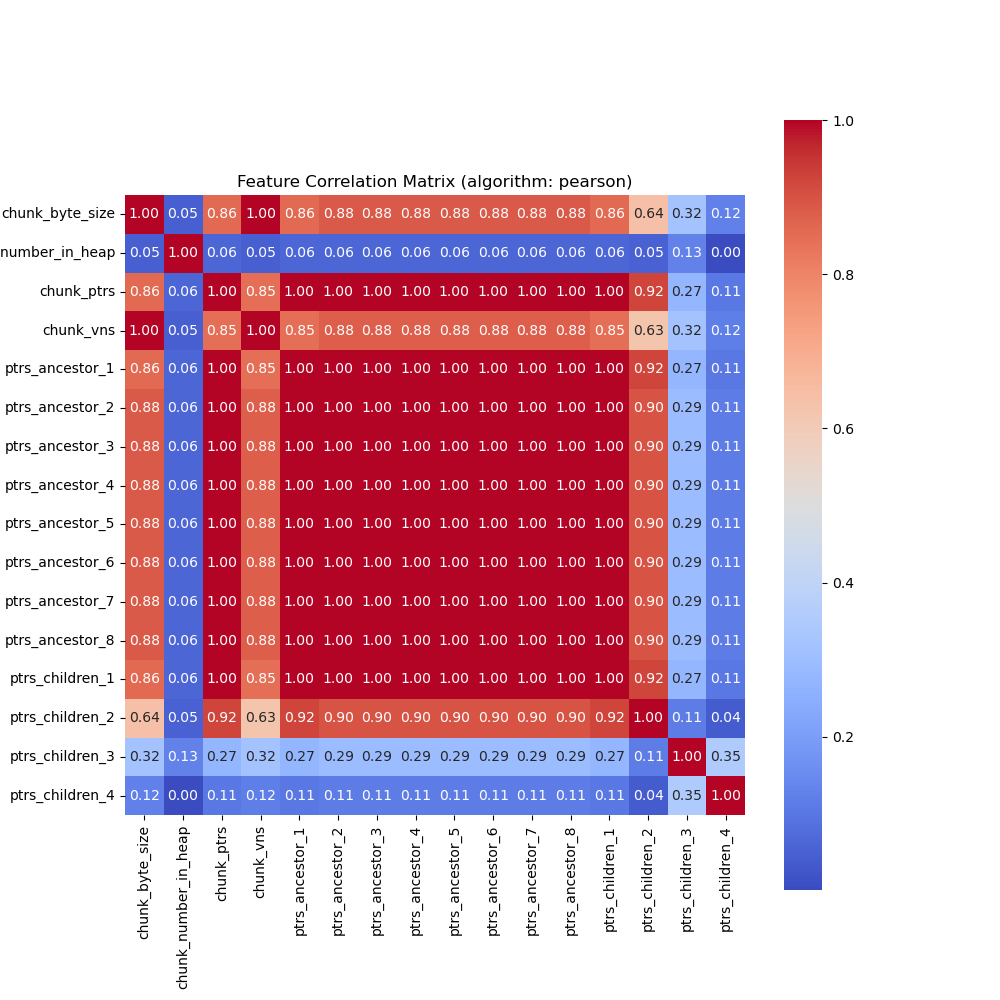 Feature Correlation Matrix (algorithm: pearson)
chunk_byte_size 1.00 0.05 0.86 1.00 0.86 0.88 0.88 0.88 0.88 0.88 0.88 0.88 0.86 0.64 0.32 0.12
number_in_heap 0.05 1.00 0.06 0.05 0.06 0.06 0.06 0.06 0.06 0.06 0.06 0.06 0.06 0.05 0.13 0.00
chunk_ptrs 0.86 0.06 1.00 0.85 1.00 1.00 1.00 1.00 1.00 1.00 1.00 1.00 1.00 0.92 0.27 0.11
chunk_vns 1.00 0.05 0.85 1.00 0.85 0.88 0.88 0.88 0.88 0.88 0.88 0.88 0.85 0.63 0.32 0.12
ptrs_ancestor_1 0.86 0.06 1.00 0.85 1.00 1.00 1.00 1.00 1.00 1.00 1.00 1.00 1.00 0.92 0.27 0.11
ptrs_ancestor_2 0.88 0.06 1.00 0.88 1.00 1.00 1.00 1.00 1.00 1.00 1.00 1.00 1.00 0.90 0.29 0.11
ptrs_ancestor_3 0.88 0.06 1.00 0.88 1.00 1.00 1.00 1.00 1.00 1.00 1.00 1.00 1.00 0.90 0.29 0.11
ptrs_ancestor_4 0.88 0.06 1.00 0.88 1.00 1.00 1.00 1.00 1.00 1.00 1.00 1.00 1.00 0.90 0.29 0.11
ptrs_ancestor_5 0.88 0.06 1.00 0.88 1.00 1.00 1.00 1.00 1.00 1.00 1.00 1.00 1.00 0.90 0.29 0.11
ptrs_ancestor_6 0.88 0.06 1.00 0.88 1.00 1.00 1.00 1.00 1.00 1.00 1.00 1.00 1.00 0.90 0.29 0.11
ptrs_ancestor_7 0.88 0.06 1.00 0.88 1.00 1.00 1.00 1.00 1.00 1.00 1.00 1.00 1.00 0.90 0.29 0.11
ptrs_ancestor_8 0.88 0.06 1.00 0.88 1.00 1.00 1.00 1.00 1.00 1.00 1.00 1.00 1.00 0.90 0.29 0.11
ptrs_children_1 0.86 0.06 1.00 0.85 1.00 1.00 1.00 1.00 1.00 1.00 1.00 1.00 1.00 0.92 0.27 0.11
ptrs_children_2 0.64 0.05 0.92 0.63 0.92 0.90 0.90 0.90 0.90 0.90 0.90 0.90 0.92 1.00 0.11 0.04
ptrs_children_3 0.32 0.13 0.27 0.32 0.27 0.29 0.29 0.29 0.29 0.29 0.29 0.29 0.27 0.11 1.00 0.35
ptrs_children_4 0.12 0.00 0.11 0.12 0.11 0.11 0.11 0.11 0.11 0.11 0.11 0.11 0.11 0.04 0.35 1.00
chunk_byte_size
chunk_number_in_heap
chunk_ptrs
chunk_vns
ptrs_ancestor_1
ptrs_ancestor_2
ptrs_ancestor_3
ptrs_ancestor_4
ptrs_ancestor_5
ptrs_ancestor_6
ptrs_ancestor_7
ptrs_ancestor_8
ptrs_children_1
ptrs_children_2
ptrs_children_3
ptrs_children_4
1.0
0.8
0.6
0.4
0.2